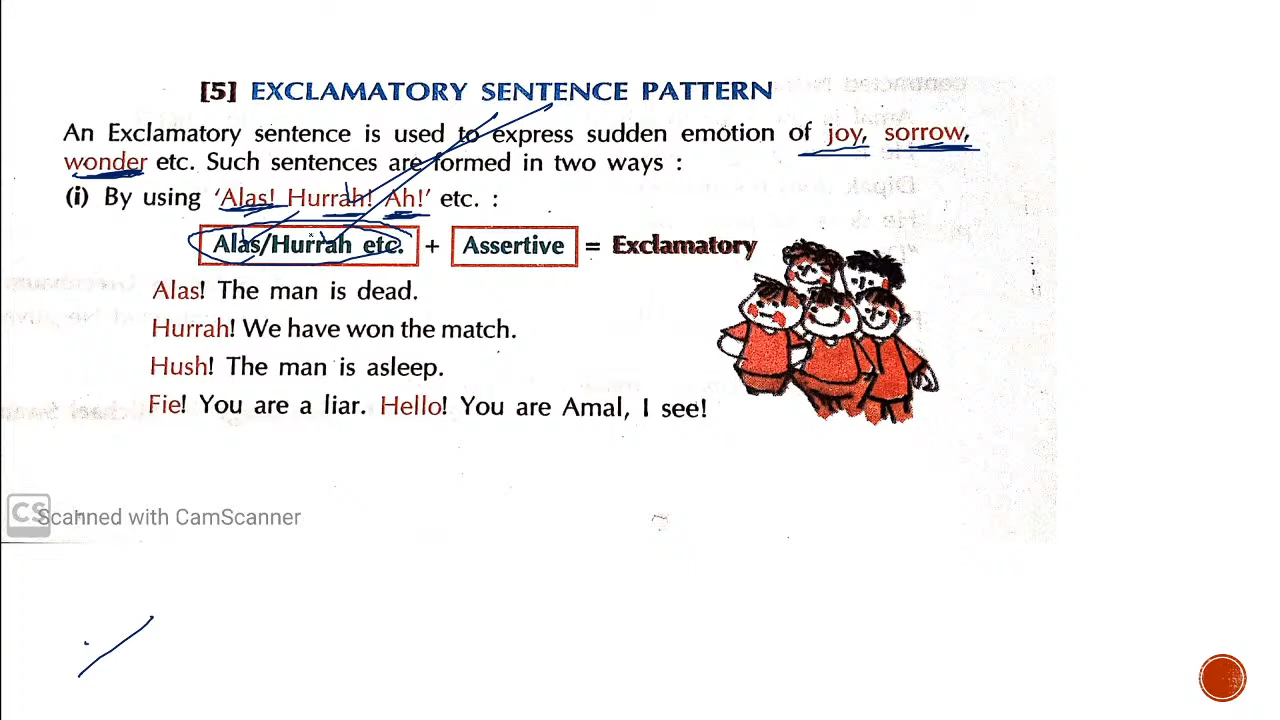 [5] EXCLAMATORY SENTENCE PATTERN
An Exclamatory sentence is used to express sudden emotion of joy, sorrow,
wonder etc. Such sentences are formed in two ways :
(i) By using ‘Alas! Hurrah! Ah!’ etc. :
Alas/Hurrah etc. + Assertive = Exclamatory
Alas! The man is dead.
Hurrah! We have won the match.
Hush! The man is asleep.
Fie! You are a liar. Hello! You are Amal, I see!
CS Scanned with CamScanner